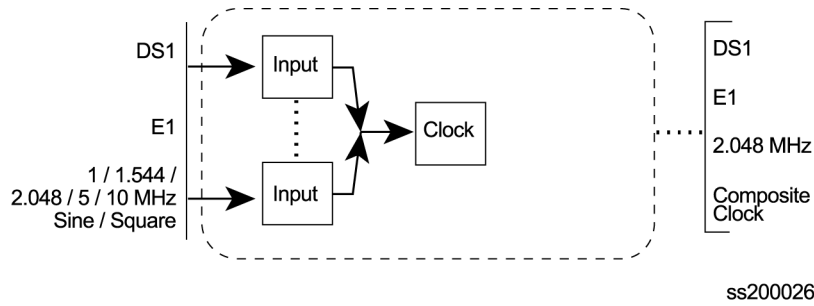 DS1
E1
1 / 1.544 /
2.048 / 5 / 10 MHz
Sine / Square
Input
Input
Clock
DS1
E1
2.048 MHz
Composite
Clock
ss200026